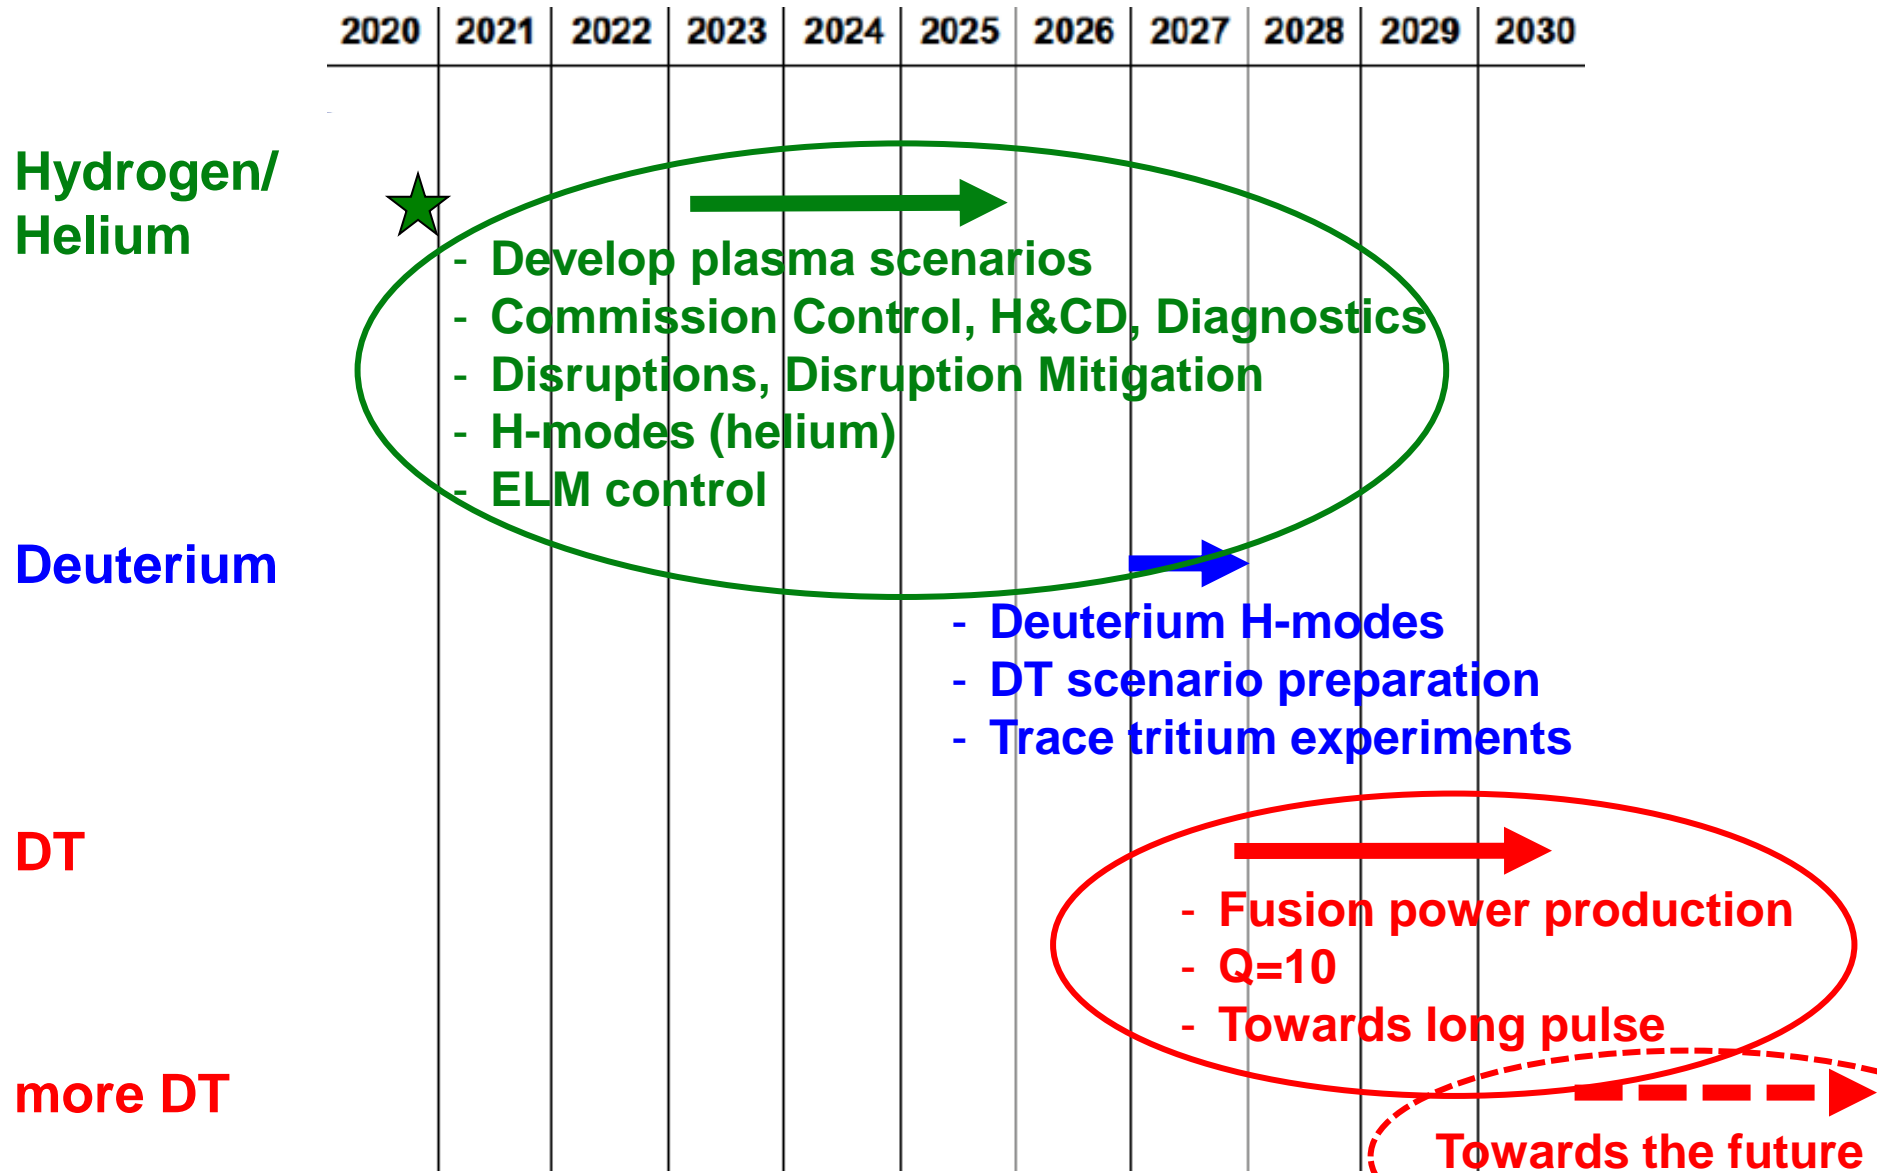 2020 2021 2022 2023 2024 2025 2026 2027 2028 2029 2030
Hydrogen/
Helium
- Develop plasma scenarios
- Commission Control, H&CD, Diagnostics
- Disruptions, Disruption Mitigation
- H-modes (helium)
- ELM control
Deuterium
- Deuterium H-modes
- DT scenario preparation
- Trace tritium experiments
DT
- Fusion power production
- Q=10
- Towards long pulse
more DT
Towards the future